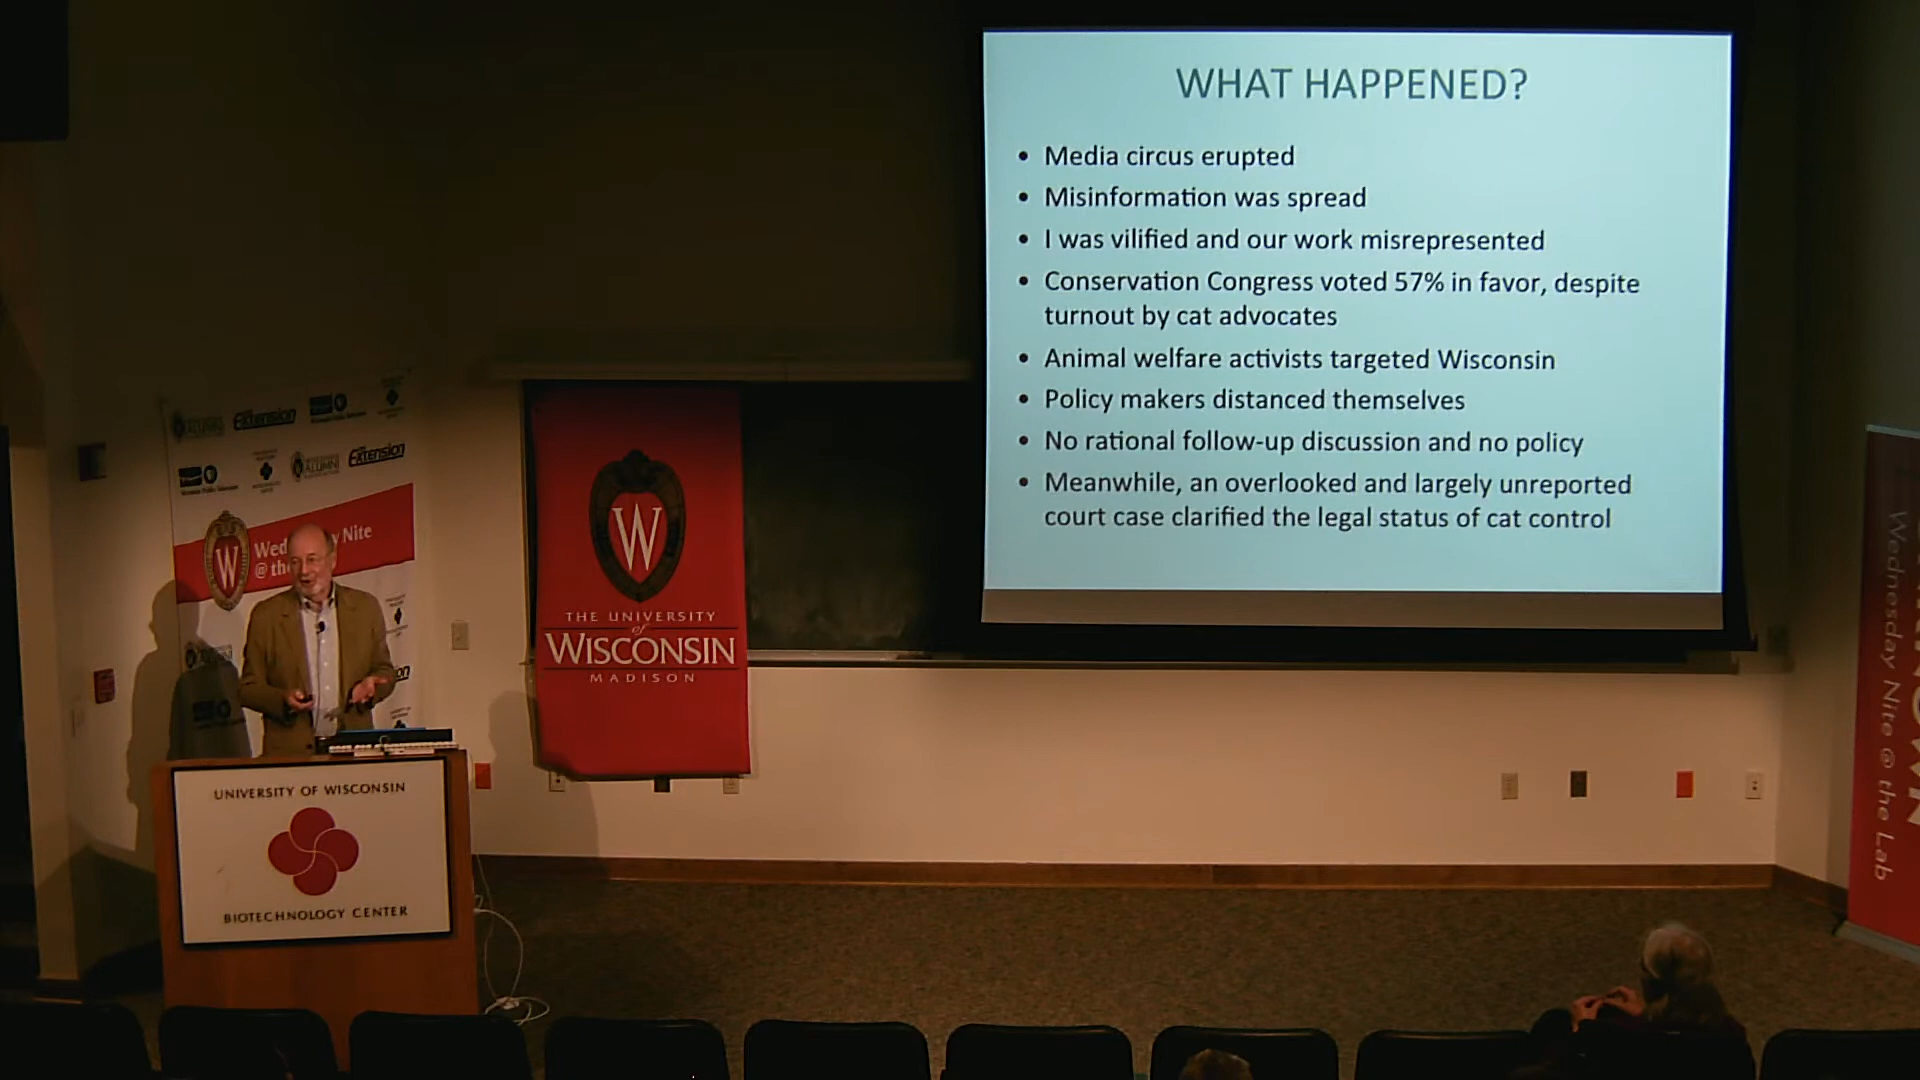 WHAT HAPPENED?
• Media circus erupted
• Misinformation was spread
• I was vilified and our work misrepresented
• Conservation Congress voted 57% in favor, despite
turnout by cat advocates
• Animal welfare activists targeted Wisconsin
• Policy makers distanced themselves
• No rational follow-up discussion and no policy
• Meanwhile, an overlooked and largely unreported
court case clarified the legal status of cat control
Extension
ALUMNI
Extension
W
Nite
@ the
W
THE UNIVERSITY
of
WISCONSIN
MADISON
UNIVERSITY OF WISCONSIN
BIOTECHNOLOGY CENTER
Wednesday Nite @ the Lab